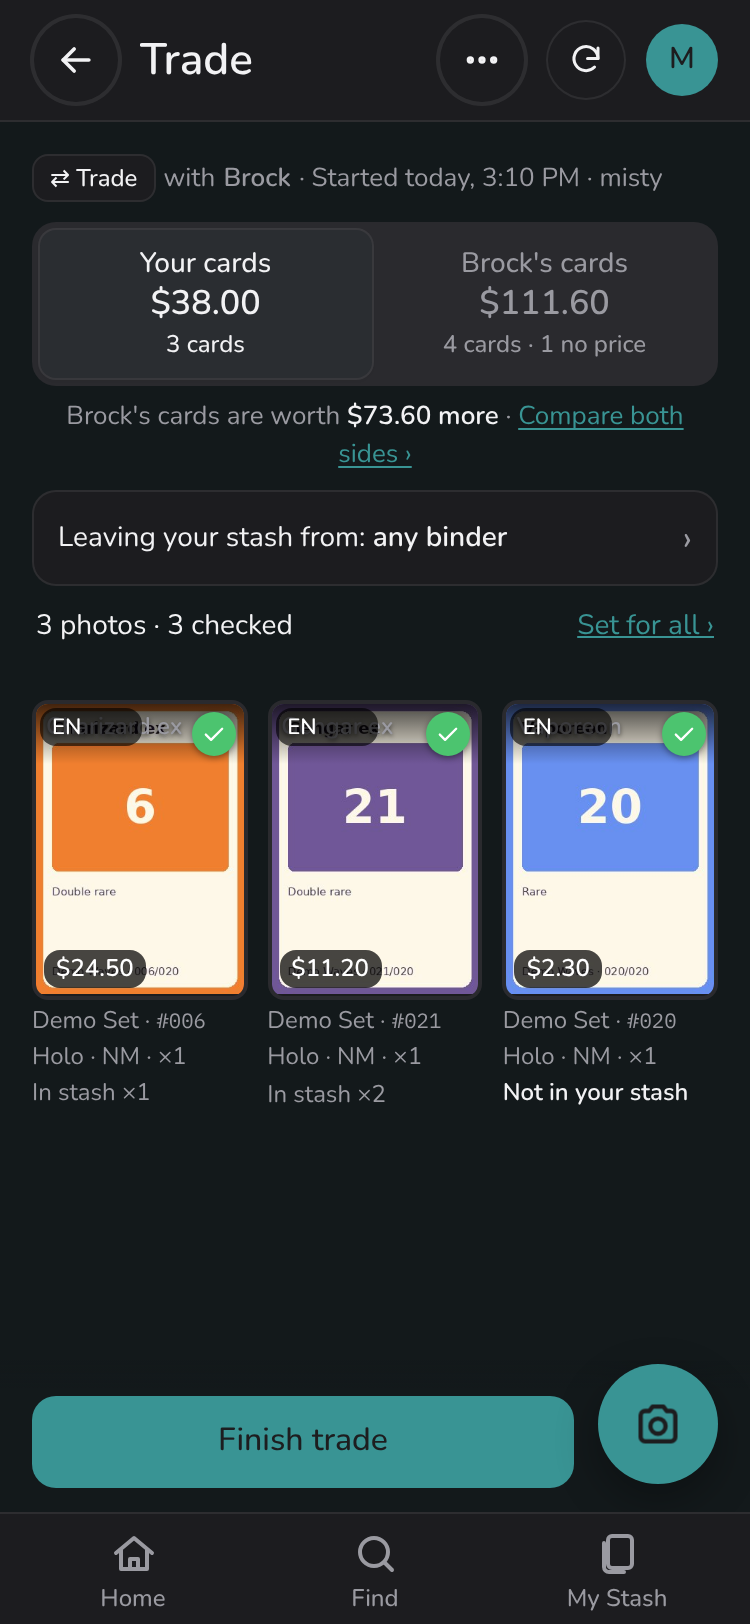 Trade
M
Trade with Brock · Started today, 3:10 PM · misty
Your cards
$38.00
3 cards
Brock's cards
$111.60
4 cards · 1 no price
Brock's cards are worth $73.60 more · Compare both
sides ›
Leaving your stash from: any binder ›
3 photos · 3 checked
Set for all ›
EN
6
Double rare
$24.50
006/020
Demo Set · #006
Holo · NM · ×1
In stash ×1
EN
21
Double rare
$11.20
021/020
Demo Set · #021
Holo · NM · ×1
In stash ×2
EN
20
Rare
$2.30
020/020
Demo Set · #020
Holo · NM · ×1
Not in your stash
Finish trade
Home
Find
My Stash